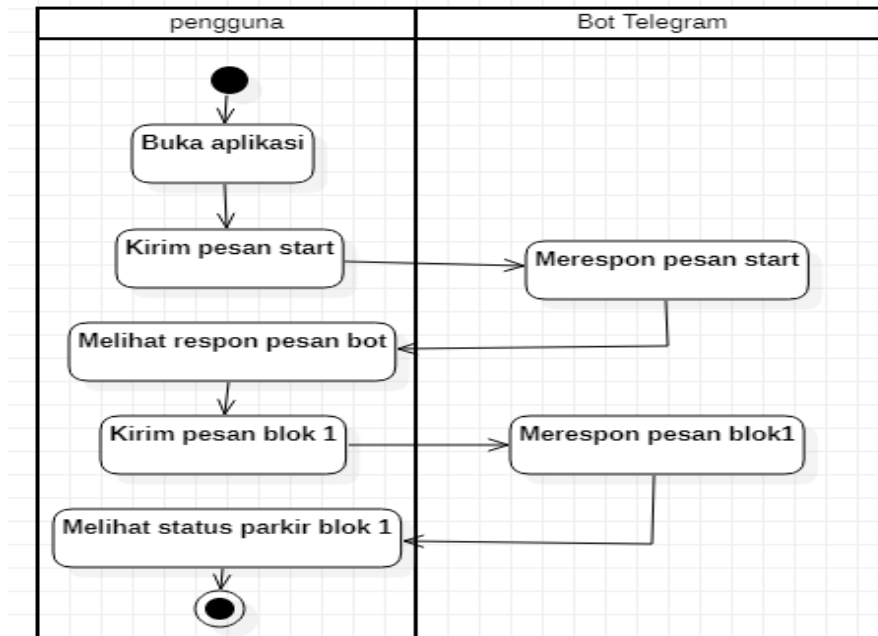 pengguna
Bot Telegram
Buka aplikasi
Kirim pesan start
Merespon pesan start
Melihat respon pesan bot
Kirim pesan blok 1
Merespon pesan blok1
Melihat status parkir blok 1